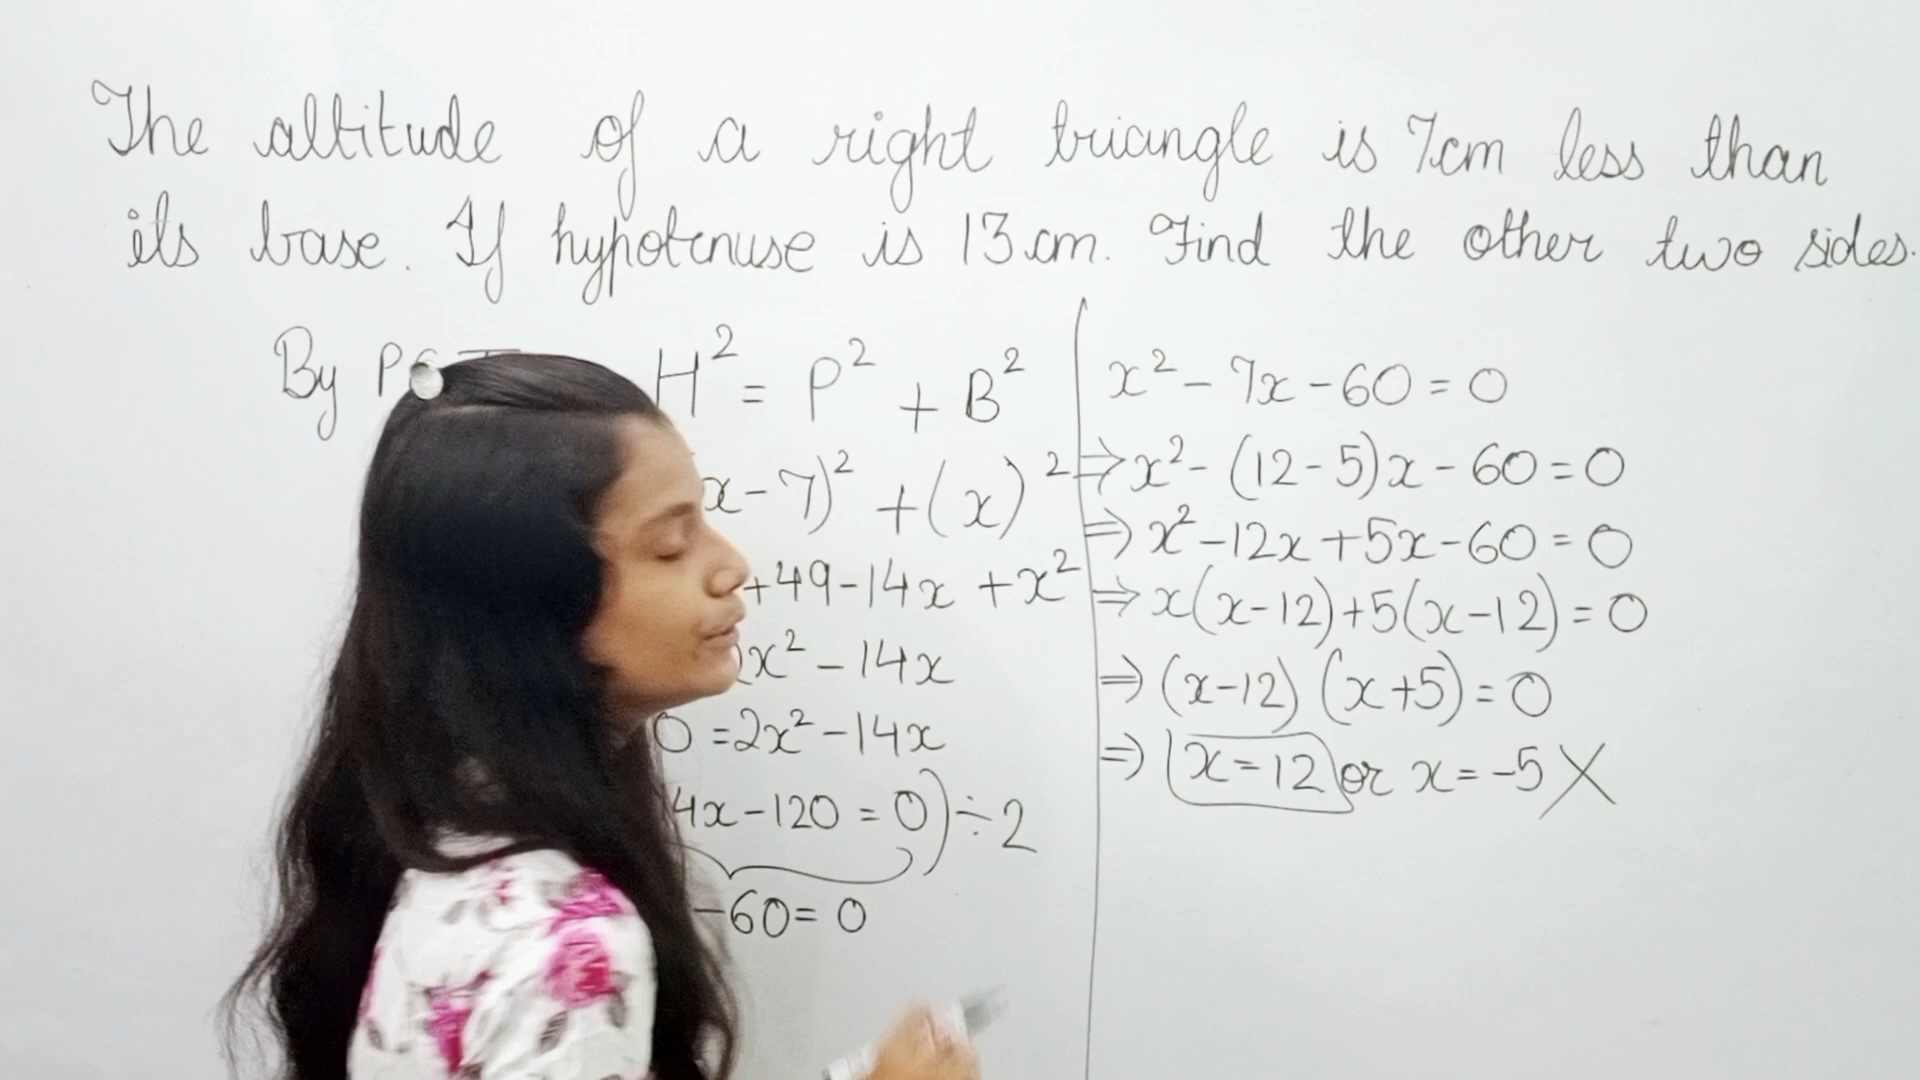 The altitude of a right triangle is 7cm less than
its base. If hypotenuse is 13 cm. Find the other two sides.
By H² = P² + B²
x - 7)² + (x)²
+49-14x + x²
x² - 14x
0 = 2x² - 14x
4x - 120 = 0) ÷ 2
-60 = 0
x² - 7x - 60 = 0
⇒ x² - (12-5)x - 60 = 0
⇒ x² - 12x + 5x - 60 = 0
⇒ x(x-12) + 5(x-12) = 0
⇒ (x-12) (x+5) = 0
⇒ x = 12 or x = -5 X